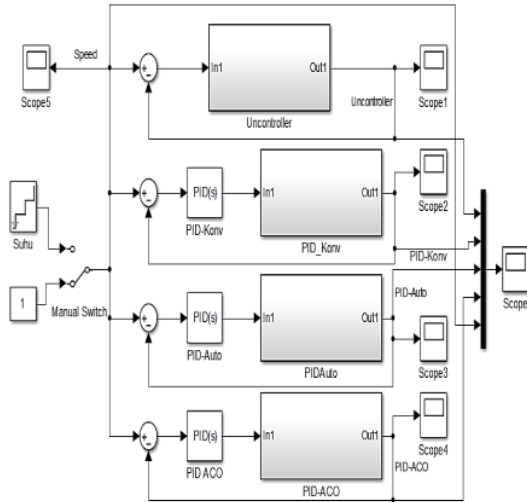 Speed
Scope5
In1
Out1
Uncontroller
Uncontroller
Scope1
Suhu
1
Manual Switch
PID(s)
PID-Konv
In1
Out1
PID_Konv
Scope2
PID-Konv
Scope
PID(s)
PID-Auto
In1
Out1
PIDAuto
PID-Auto
Scope3
PID(s)
PID ACO
In1
Out1
PID-ACO
Scope4
PID-ACO